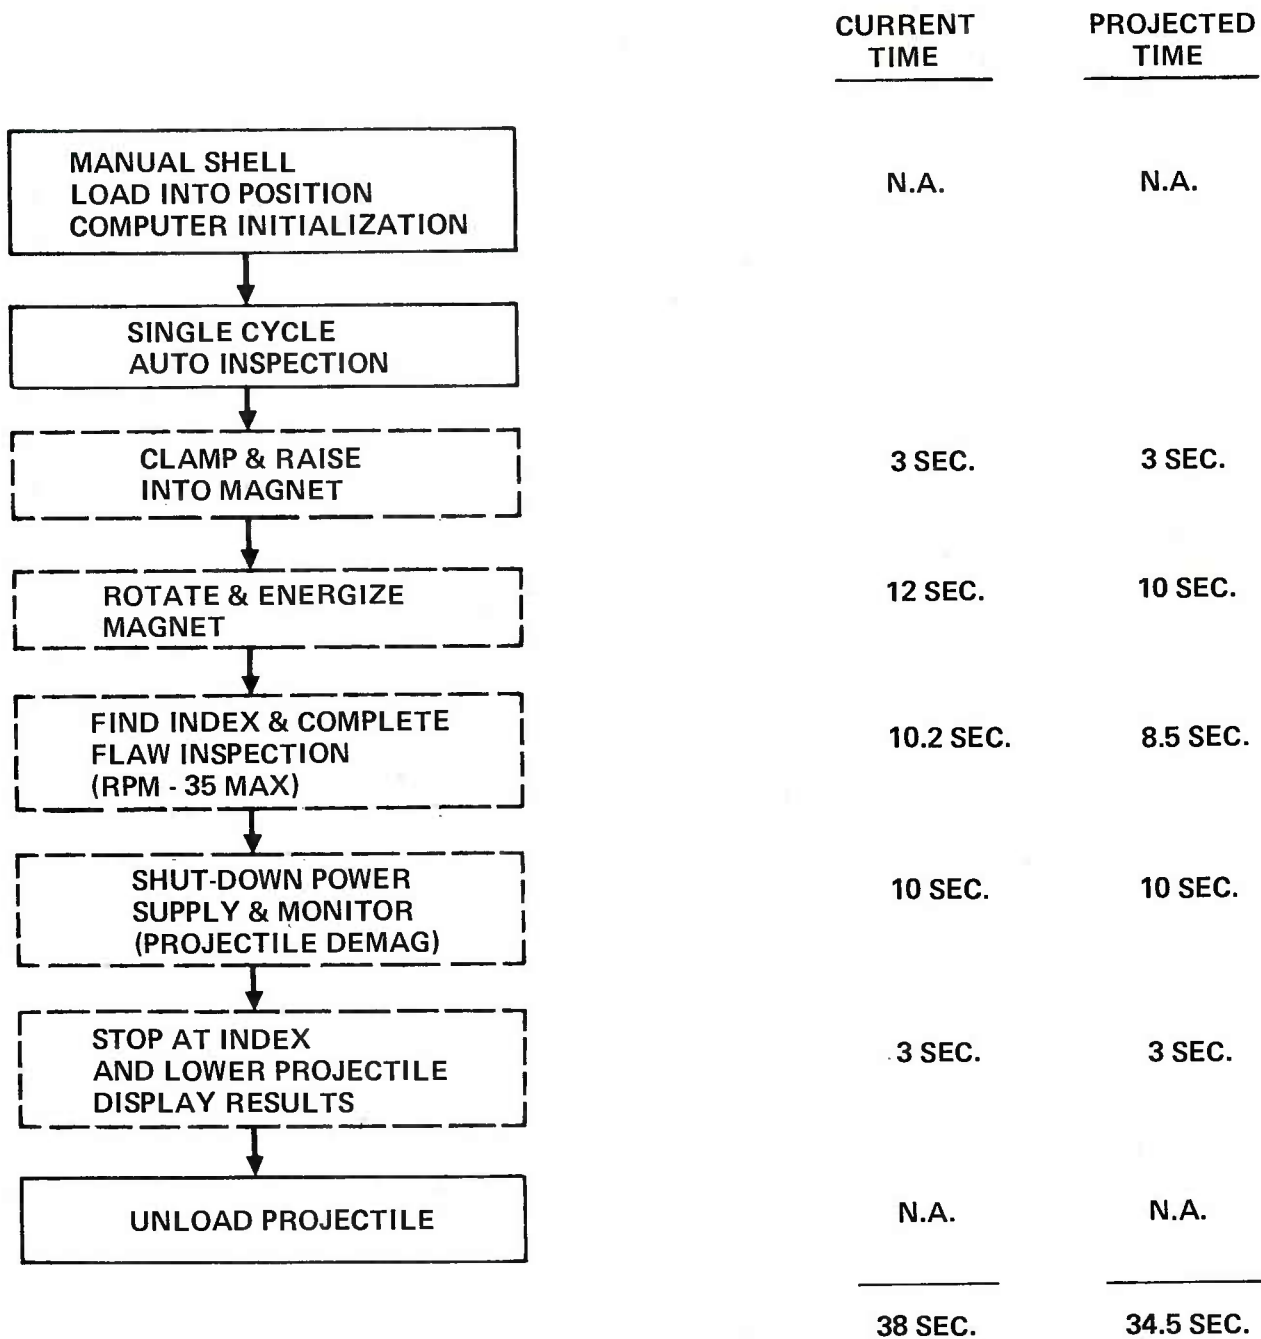 CURRENT TIME
PROJECTED TIME
MANUAL SHELL
LOAD INTO POSITION
COMPUTER INITIALIZATION
N.A.
N.A.
SINGLE CYCLE
AUTO INSPECTION
CLAMP & RAISE
INTO MAGNET
3 SEC.
3 SEC.
ROTATE & ENERGIZE
MAGNET
12 SEC.
10 SEC.
FIND INDEX & COMPLETE
FLAW INSPECTION
(RPM - 35 MAX)
10.2 SEC.
8.5 SEC.
SHUT-DOWN POWER
SUPPLY & MONITOR
(PROJECTILE DEMAG)
10 SEC.
10 SEC.
STOP AT INDEX
AND LOWER PROJECTILE
DISPLAY RESULTS
3 SEC.
3 SEC.
UNLOAD PROJECTILE
N.A.
N.A.
38 SEC.
34.5 SEC.